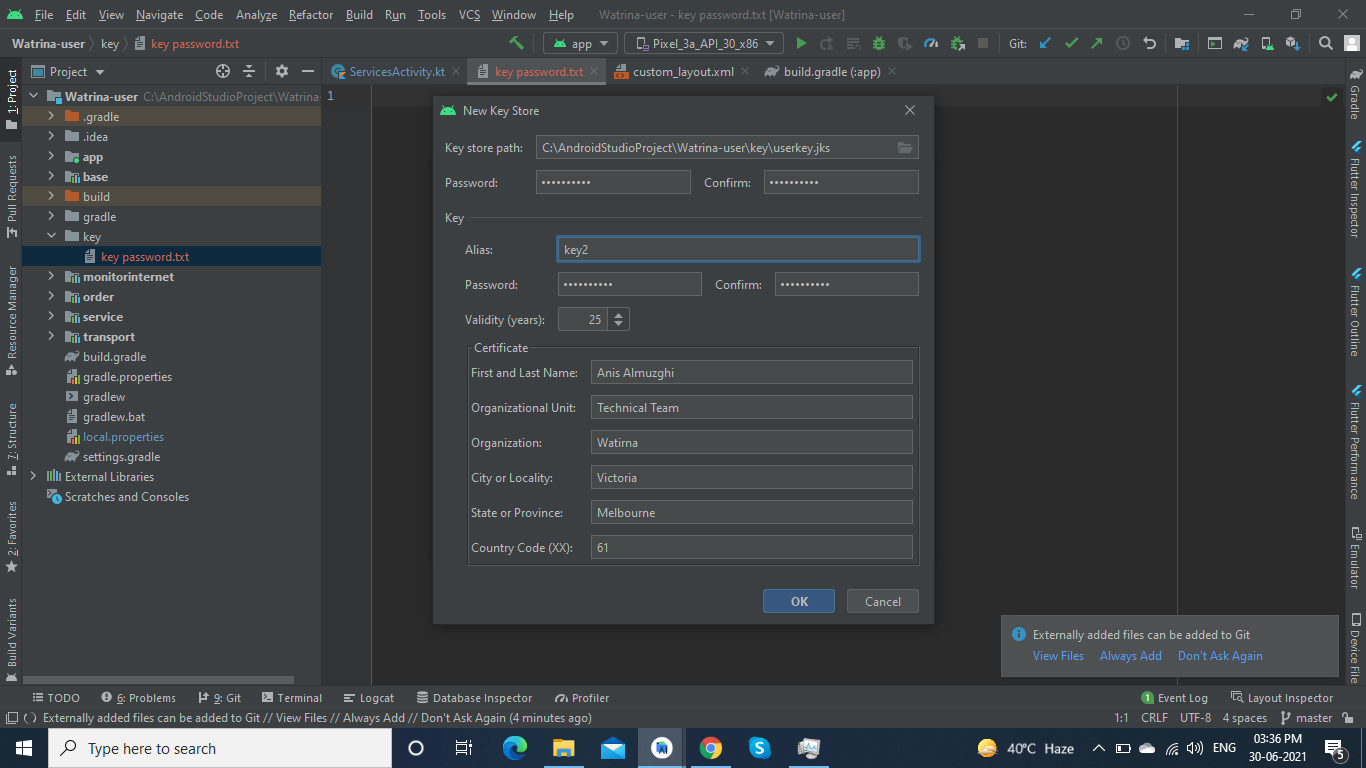 File Edit View Navigate Code Analyze Refactor Build Run Tools VCS Window Help Watrina-user - key password.txt [Watrina-user]
Watrina-user key key password.txt app Pixel_3a_API_30_x86 Git:
Project ServicesActivity.kt key password.txt custom_layout.xml build.gradle (:app)
1: Project
Pull Requests
Resource Manager
7: Structure
2: Favorites
Build Variants
Watrina-user C:\AndroidStudioProject\Watrina-
.gradle
.idea
app
base
build
gradle
key
key password.txt
monitorinternet
order
service
transport
build.gradle
gradle.properties
gradlew
gradlew.bat
local.properties
settings.gradle
External Libraries
Scratches and Consoles
1
New Key Store
Key store path: C:\AndroidStudioProject\Watrina-user\key\userkey.jks
Password: •••••••••• Confirm: ••••••••••
Key
Alias: key2
Password: •••••••••• Confirm: ••••••••••
Validity (years): 25
Certificate
First and Last Name: Anis Almuzghi
Organizational Unit: Technical Team
Organization: Watirna
City or Locality: Victoria
State or Province: Melbourne
Country Code (XX): 61
OK Cancel
Gradle
Flutter Inspector
Flutter Outline
Flutter Performance
Emulator
Device File
Externally added files can be added to Git
View Files Always Add Don't Ask Again
TODO 6: Problems 9: Git Terminal Logcat Database Inspector Profiler 1 Event Log Layout Inspector
Externally added files can be added to Git // View Files // Always Add // Don't Ask Again (4 minutes ago) 1:1 CRLF UTF-8 4 spaces master
Type here to search 40°C Haze ENG 03:36 PM
30-06-2021 5